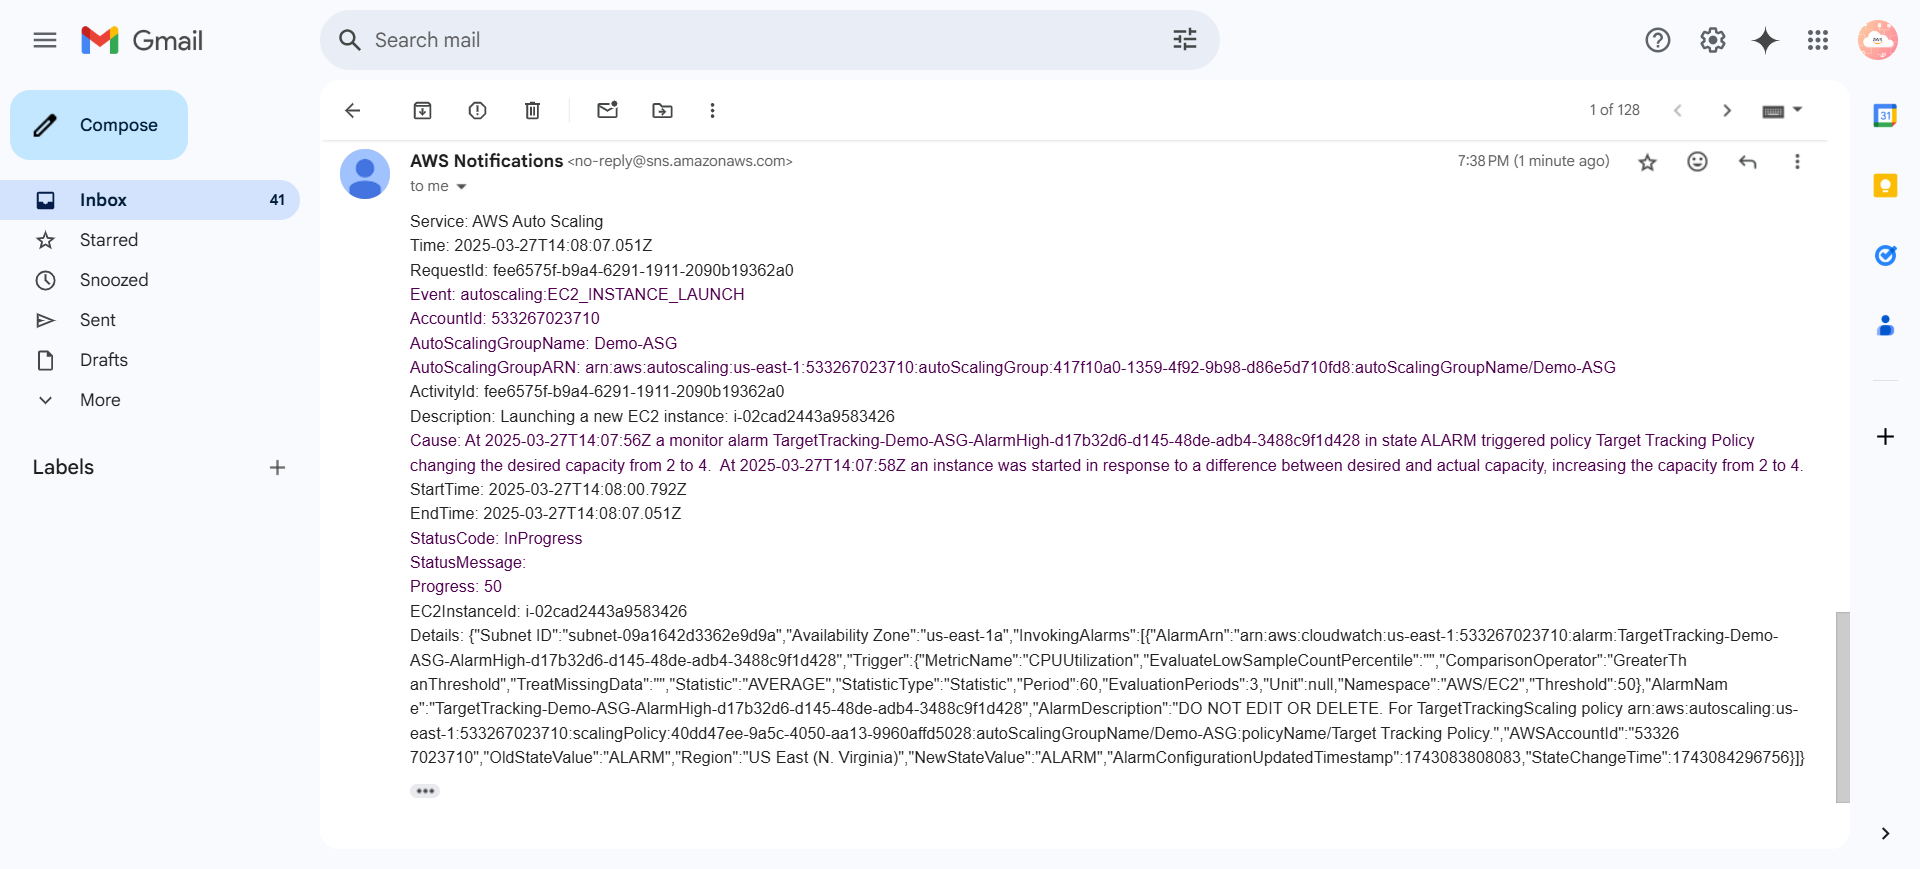 Gmail
Search mail
Compose
1 of 128
Inbox 41
Starred
Snoozed
Sent
Drafts
More
Labels
AWS Notifications <no-reply@sns.amazonaws.com>
7:38 PM (1 minute ago)
to me
Service: AWS Auto Scaling
Time: 2025-03-27T14:08:07.051Z
RequestId: fee6575f-b9a4-6291-1911-2090b19362a0
Event: autoscaling:EC2_INSTANCE_LAUNCH
AccountId: 533267023710
AutoScalingGroupName: Demo-ASG
AutoScalingGroupARN: arn:aws:autoscaling:us-east-1:533267023710:autoScalingGroup:417f10a0-1359-4f92-9b98-d86e5d710fd8:autoScalingGroupName/Demo-ASG
ActivityId: fee6575f-b9a4-6291-1911-2090b19362a0
Description: Launching a new EC2 instance: i-02cad2443a9583426
Cause: At 2025-03-27T14:07:56Z a monitor alarm TargetTracking-Demo-ASG-AlarmHigh-d17b32d6-d145-48de-adb4-3488c9f1d428 in state ALARM triggered policy Target Tracking Policy
changing the desired capacity from 2 to 4.  At 2025-03-27T14:07:58Z an instance was started in response to a difference between desired and actual capacity, increasing the capacity from 2 to 4.
StartTime: 2025-03-27T14:08:00.792Z
EndTime: 2025-03-27T14:08:07.051Z
StatusCode: InProgress
StatusMessage:
Progress: 50
EC2InstanceId: i-02cad2443a9583426
Details: {"Subnet ID":"subnet-09a1642d3362e9d9a","Availability Zone":"us-east-1a","InvokingAlarms":[{"AlarmArn":"arn:aws:cloudwatch:us-east-1:533267023710:alarm:TargetTracking-Demo-
ASG-AlarmHigh-d17b32d6-d145-48de-adb4-3488c9f1d428","Trigger":{"MetricName":"CPUUtilization","EvaluateLowSampleCountPercentile":"","ComparisonOperator":"GreaterTh
anThreshold","TreatMissingData":"","Statistic":"AVERAGE","StatisticType":"Statistic","Period":60,"EvaluationPeriods":3,"Unit":null,"Namespace":"AWS/EC2","Threshold":50},"AlarmNam
e":"TargetTracking-Demo-ASG-AlarmHigh-d17b32d6-d145-48de-adb4-3488c9f1d428","AlarmDescription":"DO NOT EDIT OR DELETE. For TargetTrackingScaling policy arn:aws:autoscaling:us-
east-1:533267023710:scalingPolicy:40dd47ee-9a5c-4050-aa13-9960affd5028:autoScalingGroupName/Demo-ASG:policyName/Target Tracking Policy.","AWSAccountId":"53326
7023710","OldStateValue":"ALARM","Region":"US East (N. Virginia)","NewStateValue":"ALARM","AlarmConfigurationUpdatedTimestamp":1743083808083,"StateChangeTime":1743084296756}]}
31
aws